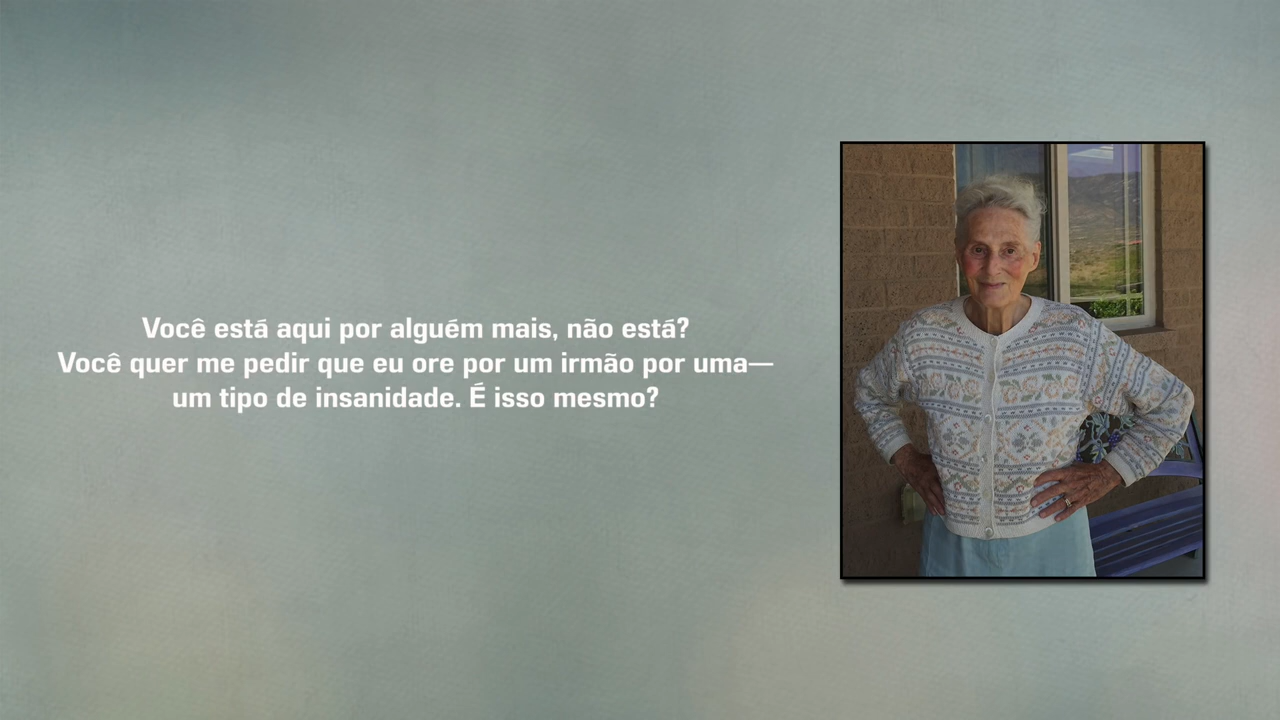 Você está aqui por alguém mais, não está?
Você quer me pedir que eu ore por um irmão por uma—
um tipo de insanidade. É isso mesmo?